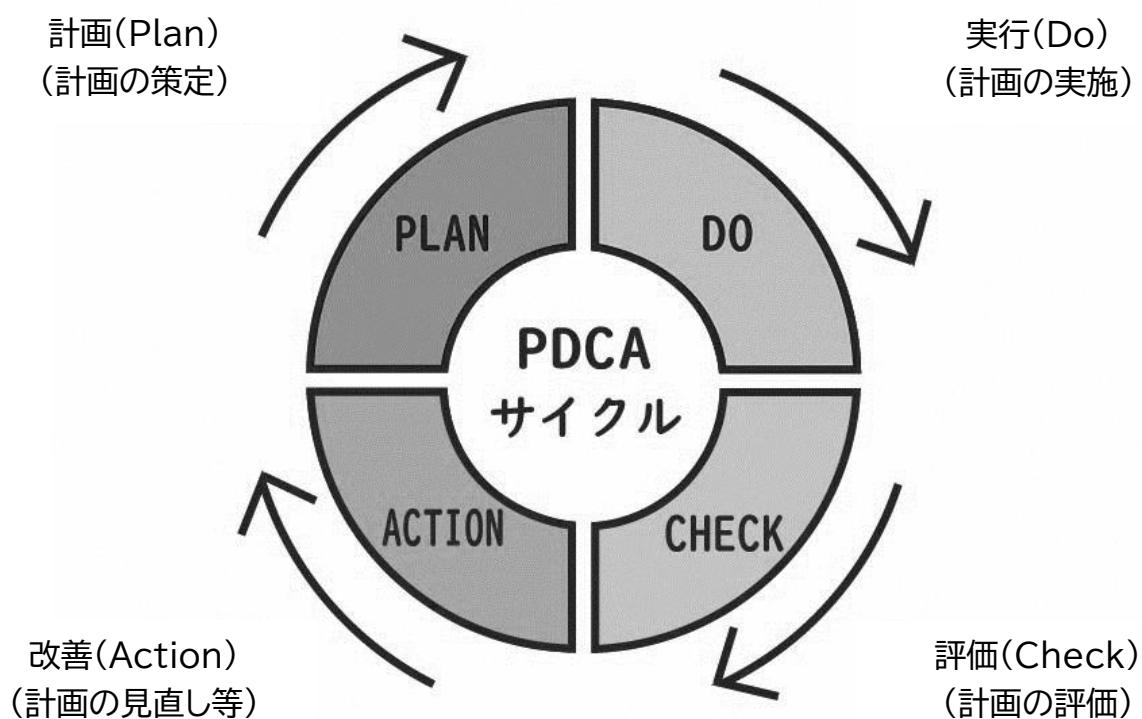 計画(Plan)
(計画の策定)
実行(Do)
(計画の実施)
PLAN
DO
PDCA
サイクル
ACTION
CHECK
改善(Action)
(計画の見直し等)
評価(Check)
(計画の評価)